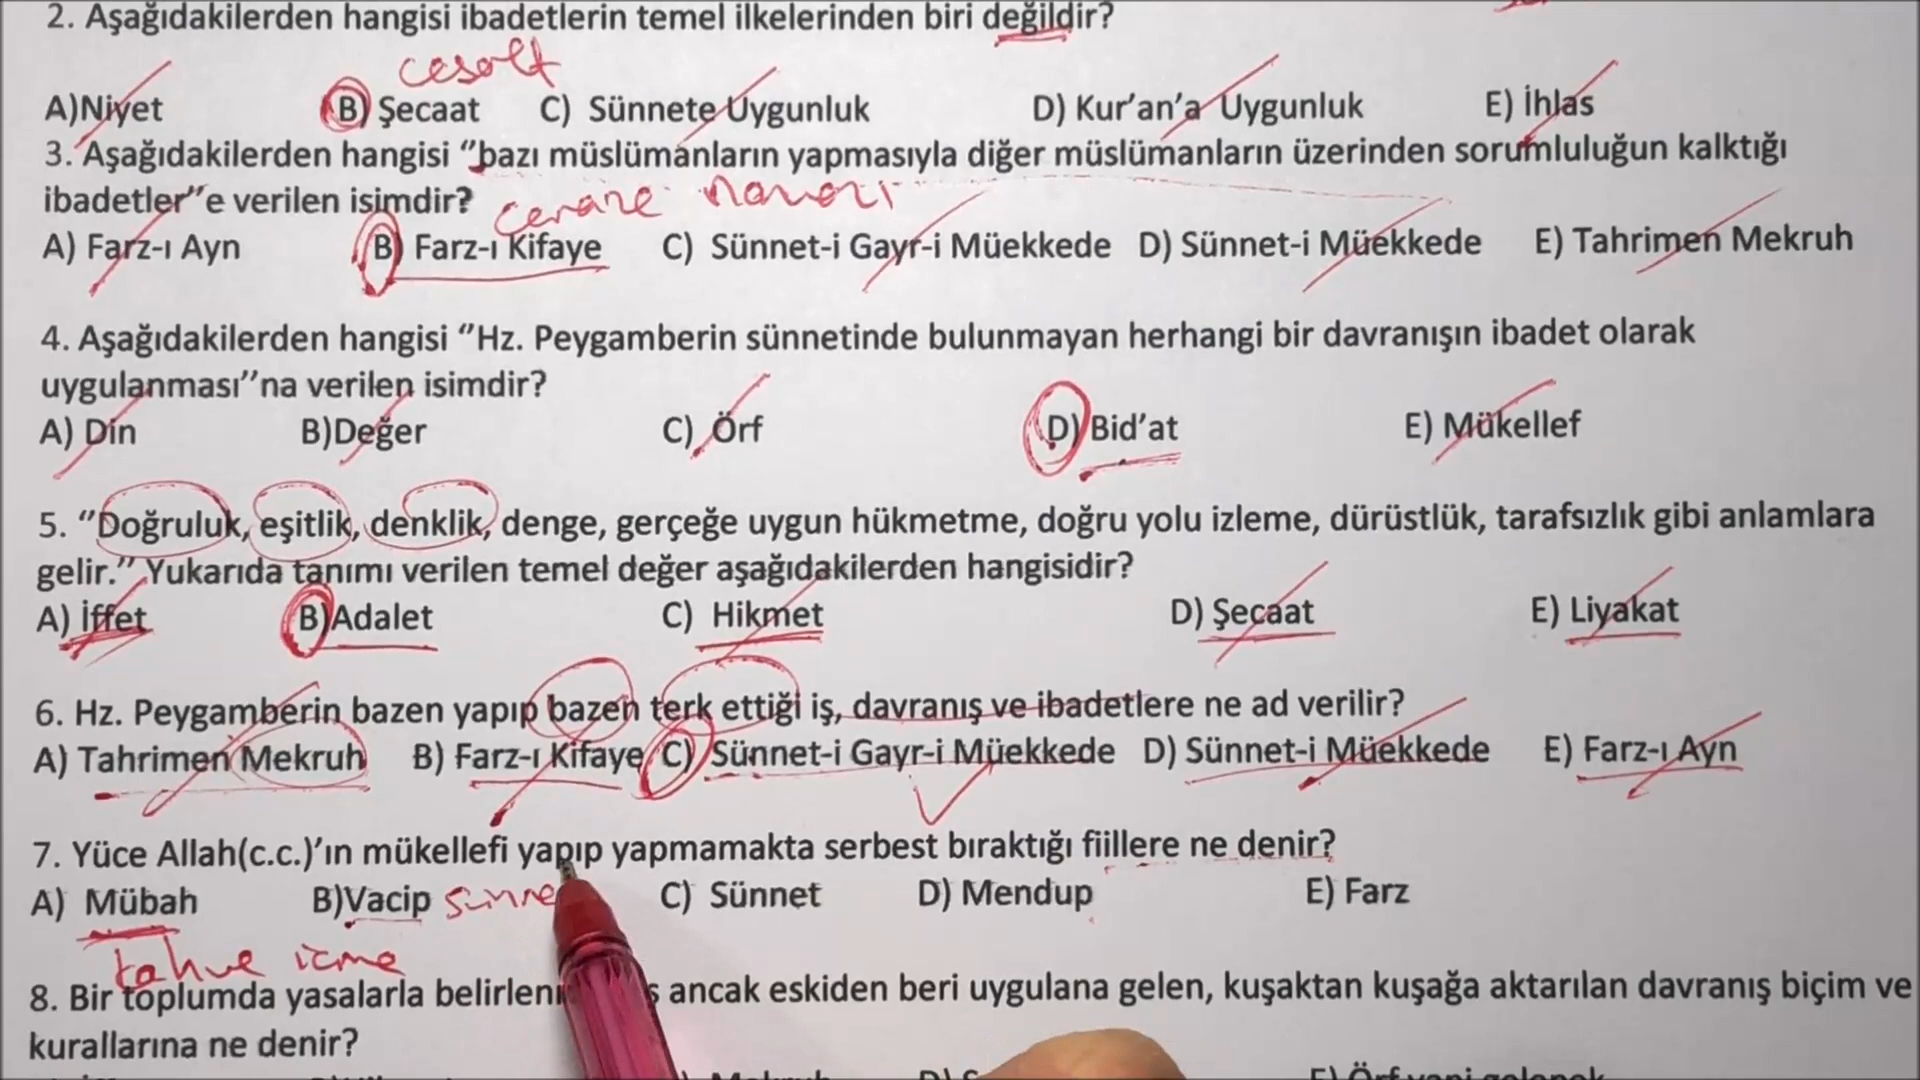 2. Aşağıdakilerden hangisi ibadetlerin temel ilkelerinden biri değildir?
cesaret
A)Niyet B) Şecaat C) Sünnete Uygunluk D) Kur’an’a Uygunluk E) İhlas
3. Aşağıdakilerden hangisi ‘’bazı müslümanların yapmasıyla diğer müslümanların üzerinden sorumluluğun kalktığı
ibadetler’’e verilen isimdir?
cenaze namazı
A) Farz-ı Ayn B) Farz-ı Kifaye C) Sünnet-i Gayr-i Müekkede D) Sünnet-i Müekkede E) Tahrimen Mekruh
4. Aşağıdakilerden hangisi ‘’Hz. Peygamberin sünnetinde bulunmayan herhangi bir davranışın ibadet olarak
uygulanması’’na verilen isimdir?
A) Din B)Değer C) Örf D) Bid’at E) Mükellef
5. ‘’Doğruluk, eşitlik, denklik, denge, gerçeğe uygun hükmetme, doğru yolu izleme, dürüstlük, tarafsızlık gibi anlamlara
gelir.’’ Yukarıda tanımı verilen temel değer aşağıdakilerden hangisidir?
A) İffet B)Adalet C) Hikmet D) Şecaat E) Liyakat
6. Hz. Peygamberin bazen yapıp bazen terk ettiği iş, davranış ve ibadetlere ne ad verilir?
A) Tahrimen Mekruh B) Farz-ı Kifaye C) Sünnet-i Gayr-i Müekkede D) Sünnet-i Müekkede E) Farz-ı Ayn
7. Yüce Allah(c.c.)’ın mükellefi yapıp yapmamakta serbest bıraktığı fiillere ne denir?
A) Mübah B)Vacip C) Sünnet D) Mendup E) Farz
kahve içme
8. Bir toplumda yasalarla ancak eskiden beri uygulana gelen, kuşaktan kuşağa aktarılan davranış biçim ve
kurallarına ne denir?